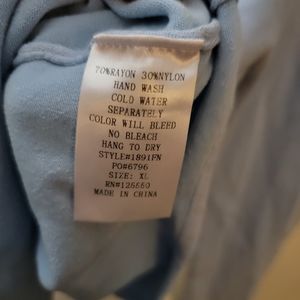 70%RAYON 30%NYLON
HAND WASH
COLD WATER
SEPARATELY
COLOR WILL BLEED
NO BLEACH
HANG TO DRY
STYLE#1891FN
PO#6796
SIZE: XL
RN#125550
MADE IN CHINA